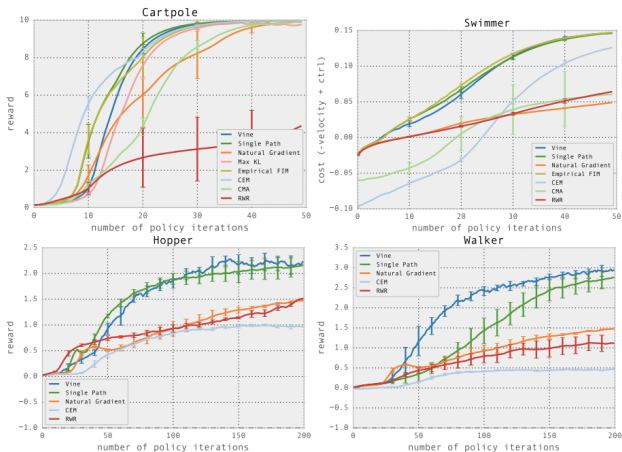 Cartpole
reward
10
8
6
4
2
0
0 10 20 30 40 50
number of policy iterations
Vine
Single Path
Natural Gradient
Max KL
Empirical FIM
CEM
CMA
RWR
Swimmer
cost (-velocity + ctrl)
0.15
0.10
0.05
0.00
−0.05
−0.10
0 10 20 30 40 50
number of policy iterations
Vine
Single Path
Natural Gradient
Empirical FIM
CEM
CMA
RWR
Hopper
reward
2.5
2.0
1.5
1.0
0.5
0.0
−0.5
−1.0
0 50 100 150 200
number of policy iterations
Vine
Single Path
Natural Gradient
CEM
RWR
Walker
reward
3.5
3.0
2.5
2.0
1.5
1.0
0.5
0.0
−0.5
−1.0
0 50 100 150 200
number of policy iterations
Vine
Single Path
Natural Gradient
CEM
RWR